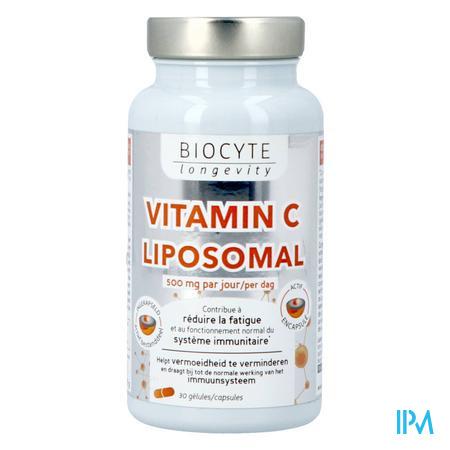 BIOCYTE
longevity
VITAMIN C
LIPOSOMAL
500 mg par jour/per dag
Contribue à
réduire la fatigue
et au fonctionnement normal du
système immunitaire*
ACTIF
ENCAPSULÉ
Helpt vermoeidheid te verminderen
en draagt bij tot de normale werking van het
immuunsysteem
30 gélules/capsules
IPM